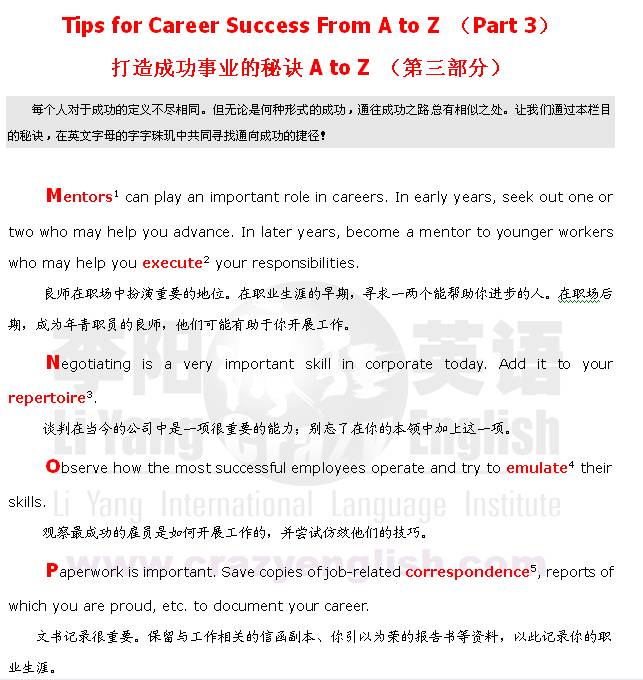 Tips for Career Success From A to Z （Part 3）
打造成功事业的秘诀 A to Z （第三部分）
每个人对于成功的定义不尽相同。但无论是何种形式的成功，通往成功之路总有相似之处。让我们通过本栏目
的秘诀，在英文字母的字字珠玑中共同寻找通向成功的捷径！
Mentors¹ can play an important role in careers. In early years, seek out one or
two who may help you advance. In later years, become a mentor to younger workers
who may help you execute² your responsibilities.
良师在职场中扮演重要的地位。在职业生涯的早期，寻求一两个能帮助你进步的人。在职场后
期，成为年青职员的良师，他们可能有助于你开展工作。
Negotiating is a very important skill in corporate today. Add it to your
repertoire³.
谈判在当今的公司中是一项很重要的能力；别忘了在你的本领中加上这一项。
Observe how the most successful employees operate and try to emulate⁴ their
skills.
观察最成功的雇员是如何开展工作的，并尝试仿效他们的技巧。
Paperwork is important. Save copies of job-related correspondence⁵, reports of
which you are proud, etc. to document your career.
文书记录很重要。保留与工作相关的信函副本、你引以为荣的报告书等资料，以此记录你的职
业生涯。
李阳 英语
Li Yang Crazy English
Li Yang International Language Institute
www.crazyenglish.com